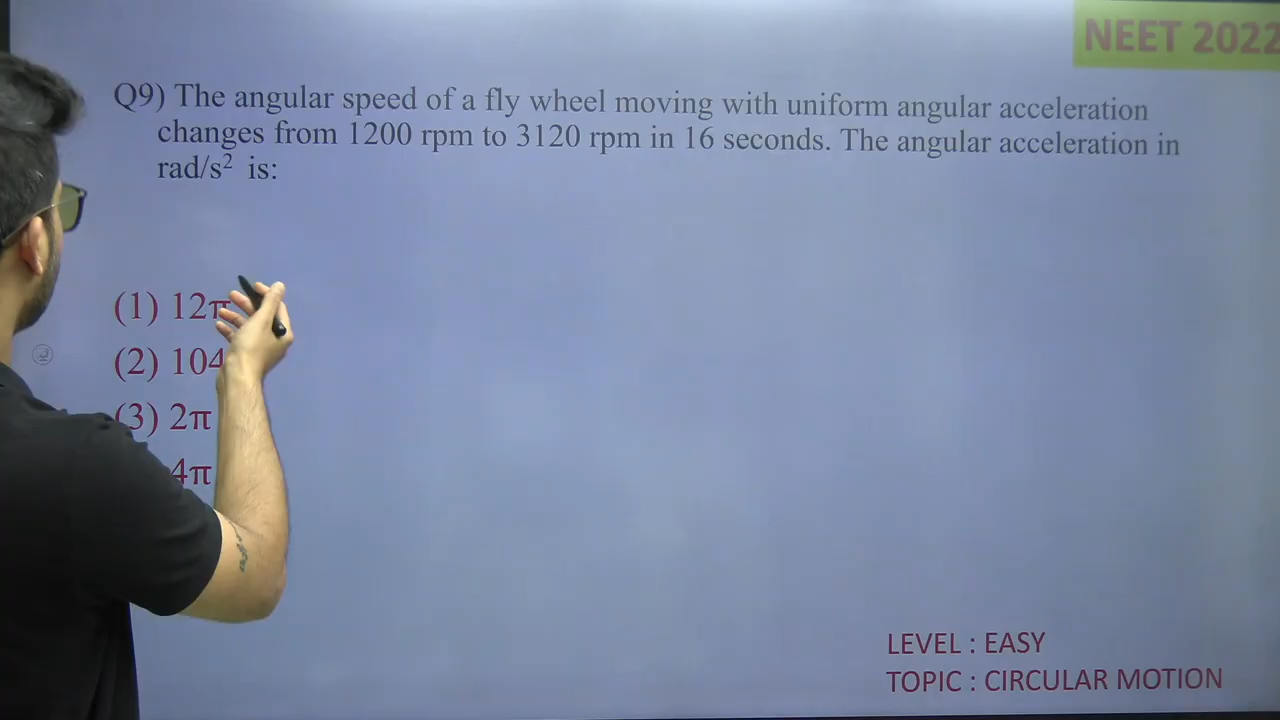 NEET 2022
Q9) The angular speed of a fly wheel moving with uniform angular acceleration
changes from 1200 rpm to 3120 rpm in 16 seconds. The angular acceleration in
rad/s² is:
(1) 12π
(2) 104
(3) 2π
4π
LEVEL : EASY
TOPIC : CIRCULAR MOTION